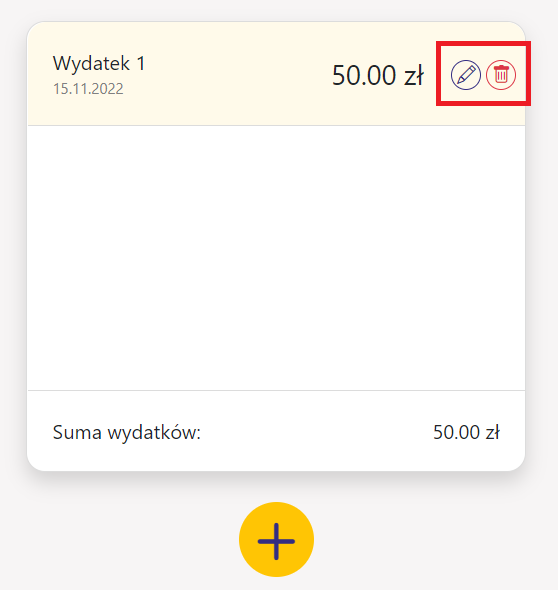 Wydatek 1
50.00 zł
15.11.2022
Suma wydatków: 50.00 zł